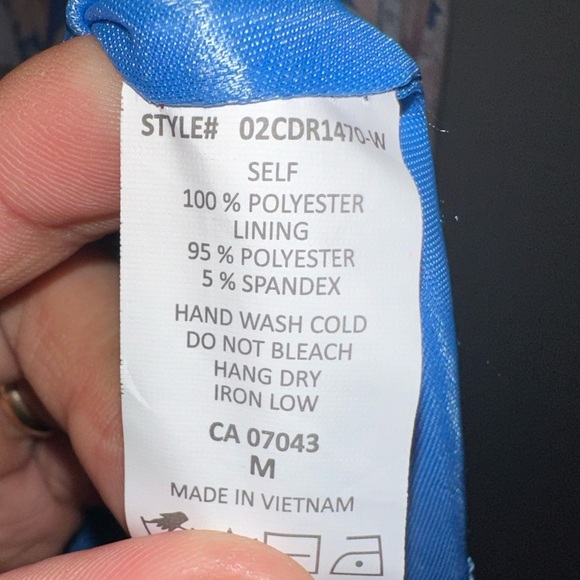 STYLE# 02CDR1470-W
SELF
100 % POLYESTER
LINING
95 % POLYESTER
5 % SPANDEX
HAND WASH COLD
DO NOT BLEACH
HANG DRY
IRON LOW
CA 07043
M
MADE IN VIETNAM